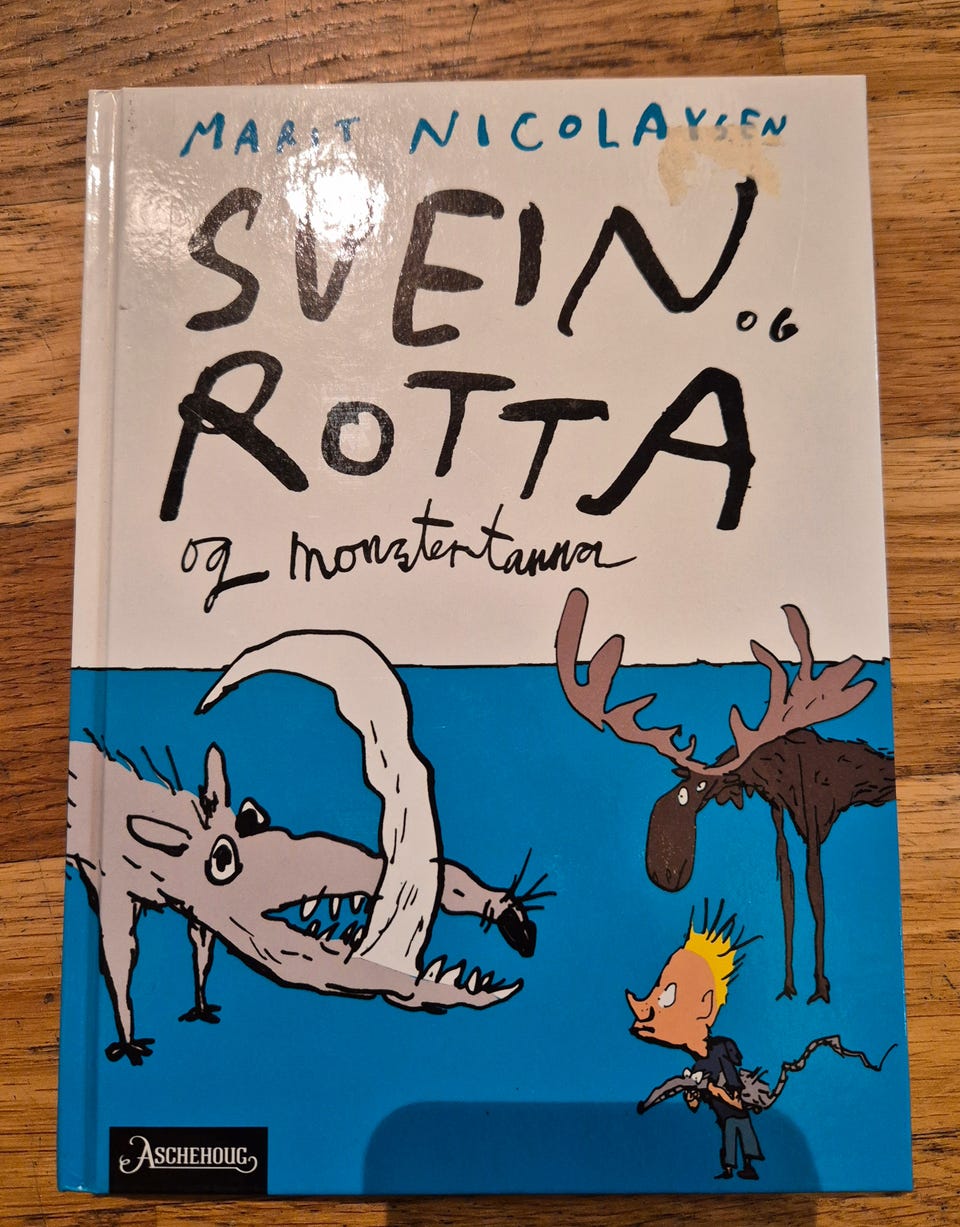 MARIT NICOLAYSEN
SVEIN OG
ROTTA
og monstertanna
ASCHEHOUG